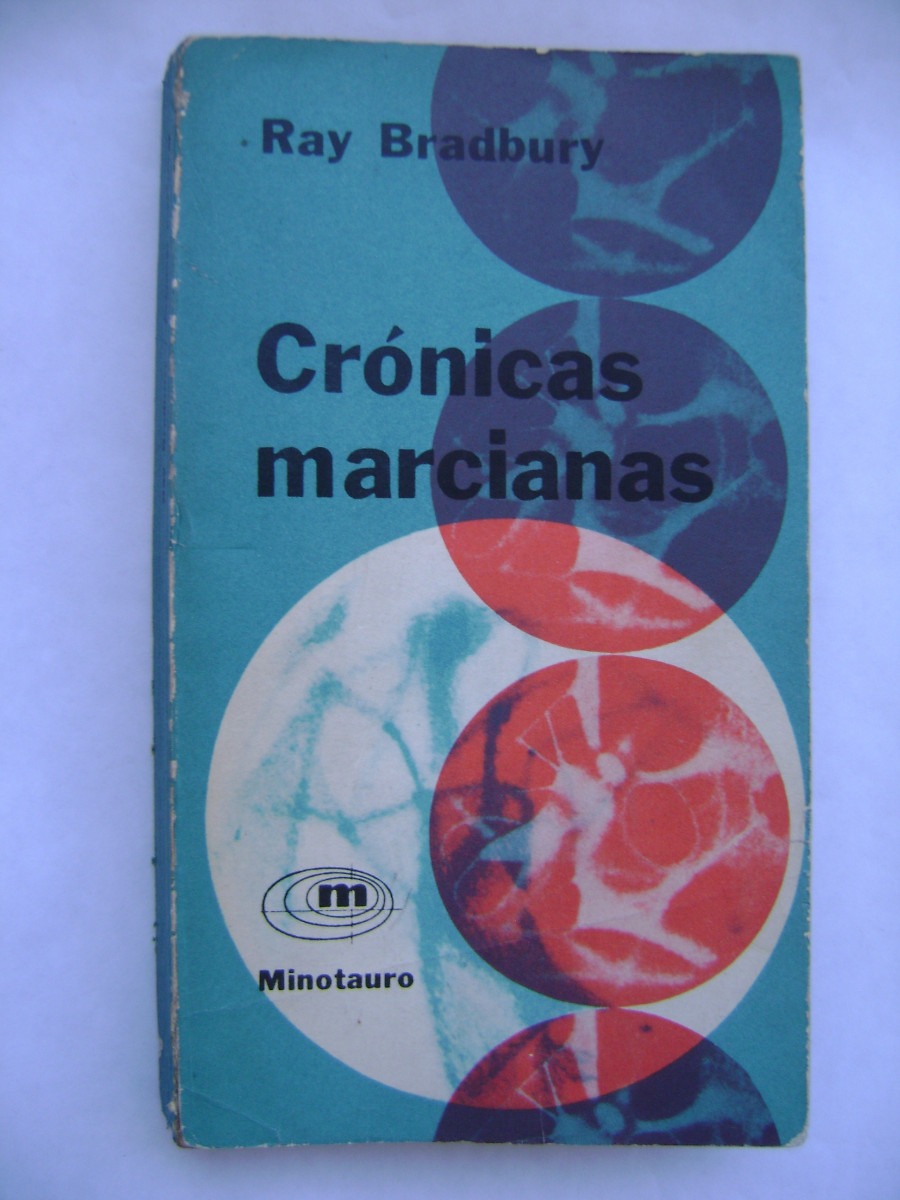 Ray Bradbury
Crónicas
marcianas
m
Minotauro